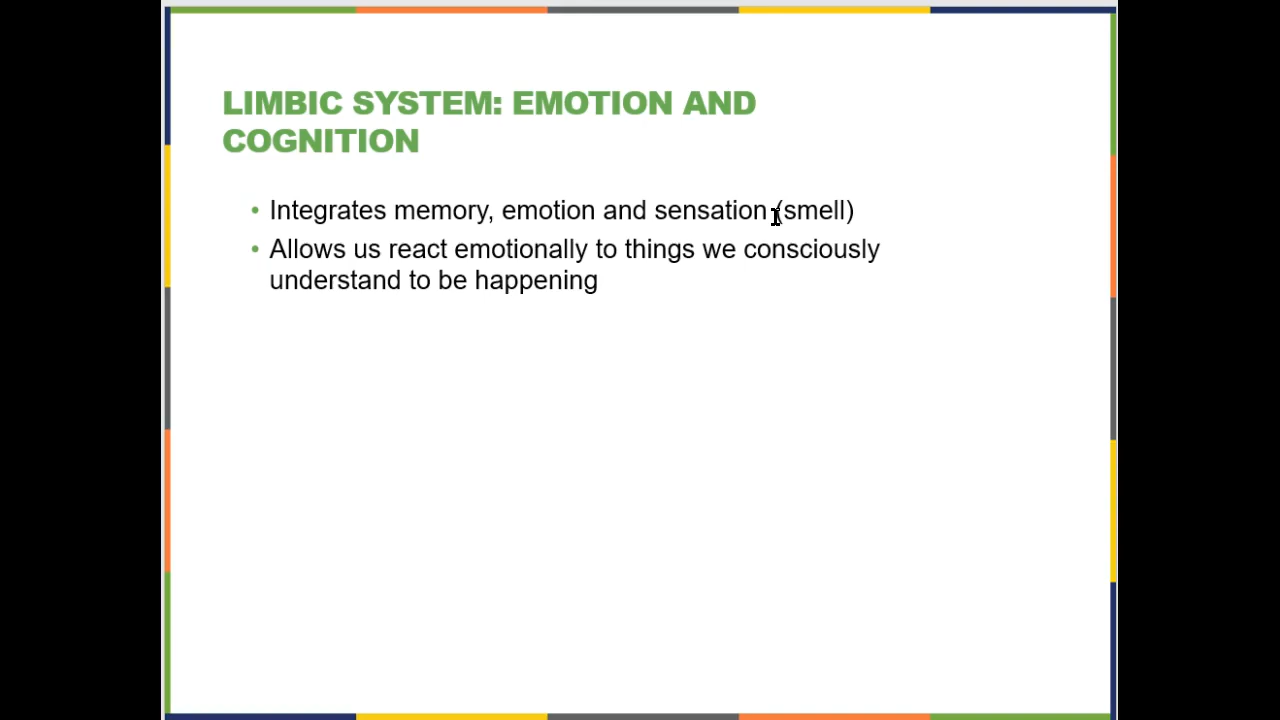 LIMBIC SYSTEM: EMOTION AND
COGNITION
• Integrates memory, emotion and sensation (smell)
• Allows us react emotionally to things we consciously
understand to be happening